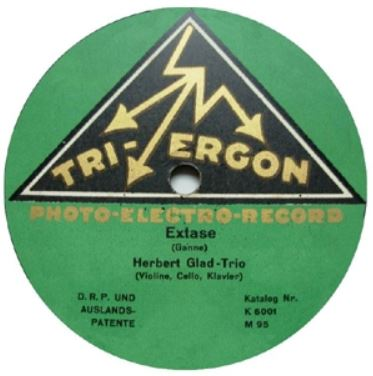 TRI-ERGON
PHOTO-ELECTRO-RECORD
Extase
(Ganne)
Herbert Glad-Trio
(Violine, Cello, Klavier)
D. R. P. UND
AUSLANDS-
PATENTE
Katalog Nr.
K 6001
M 95